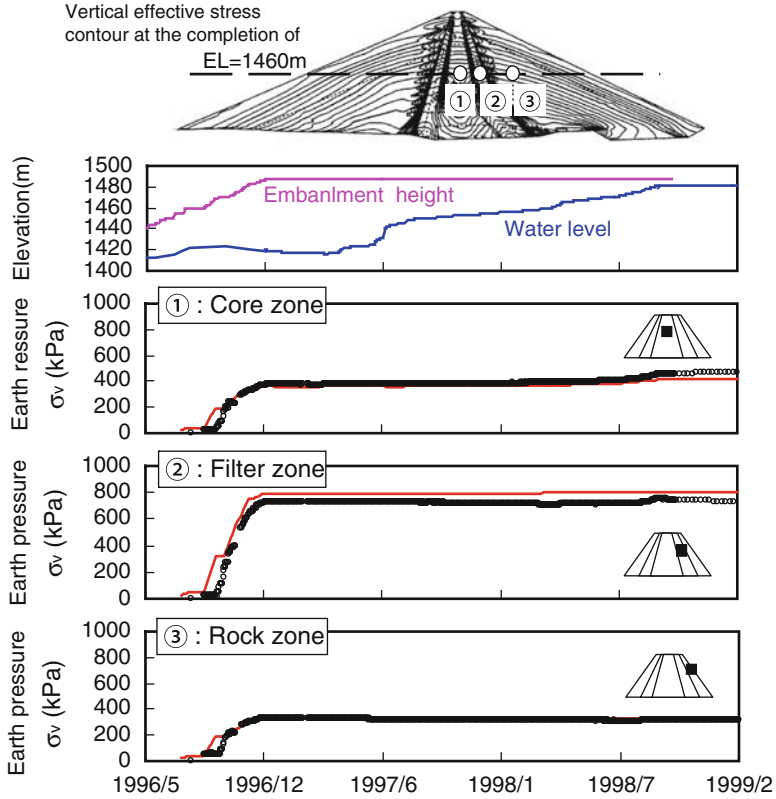 Vertical effective stress
contour at the completion of
EL=1460m
① ② ③
Elevation(m)
1500
1480
1460
1440
1420
1400
Embanlment height
Water level
Earth ressure
σv (kPa)
1000
800
600
400
200
0
① : Core zone
Earth pressure
σv (kPa)
1000
800
600
400
200
0
② : Filter zone
Earth pressure
σv (kPa)
1000
800
600
400
200
0
③ : Rock zone
1996/5 1996/12 1997/6 1998/1 1998/7 1999/2